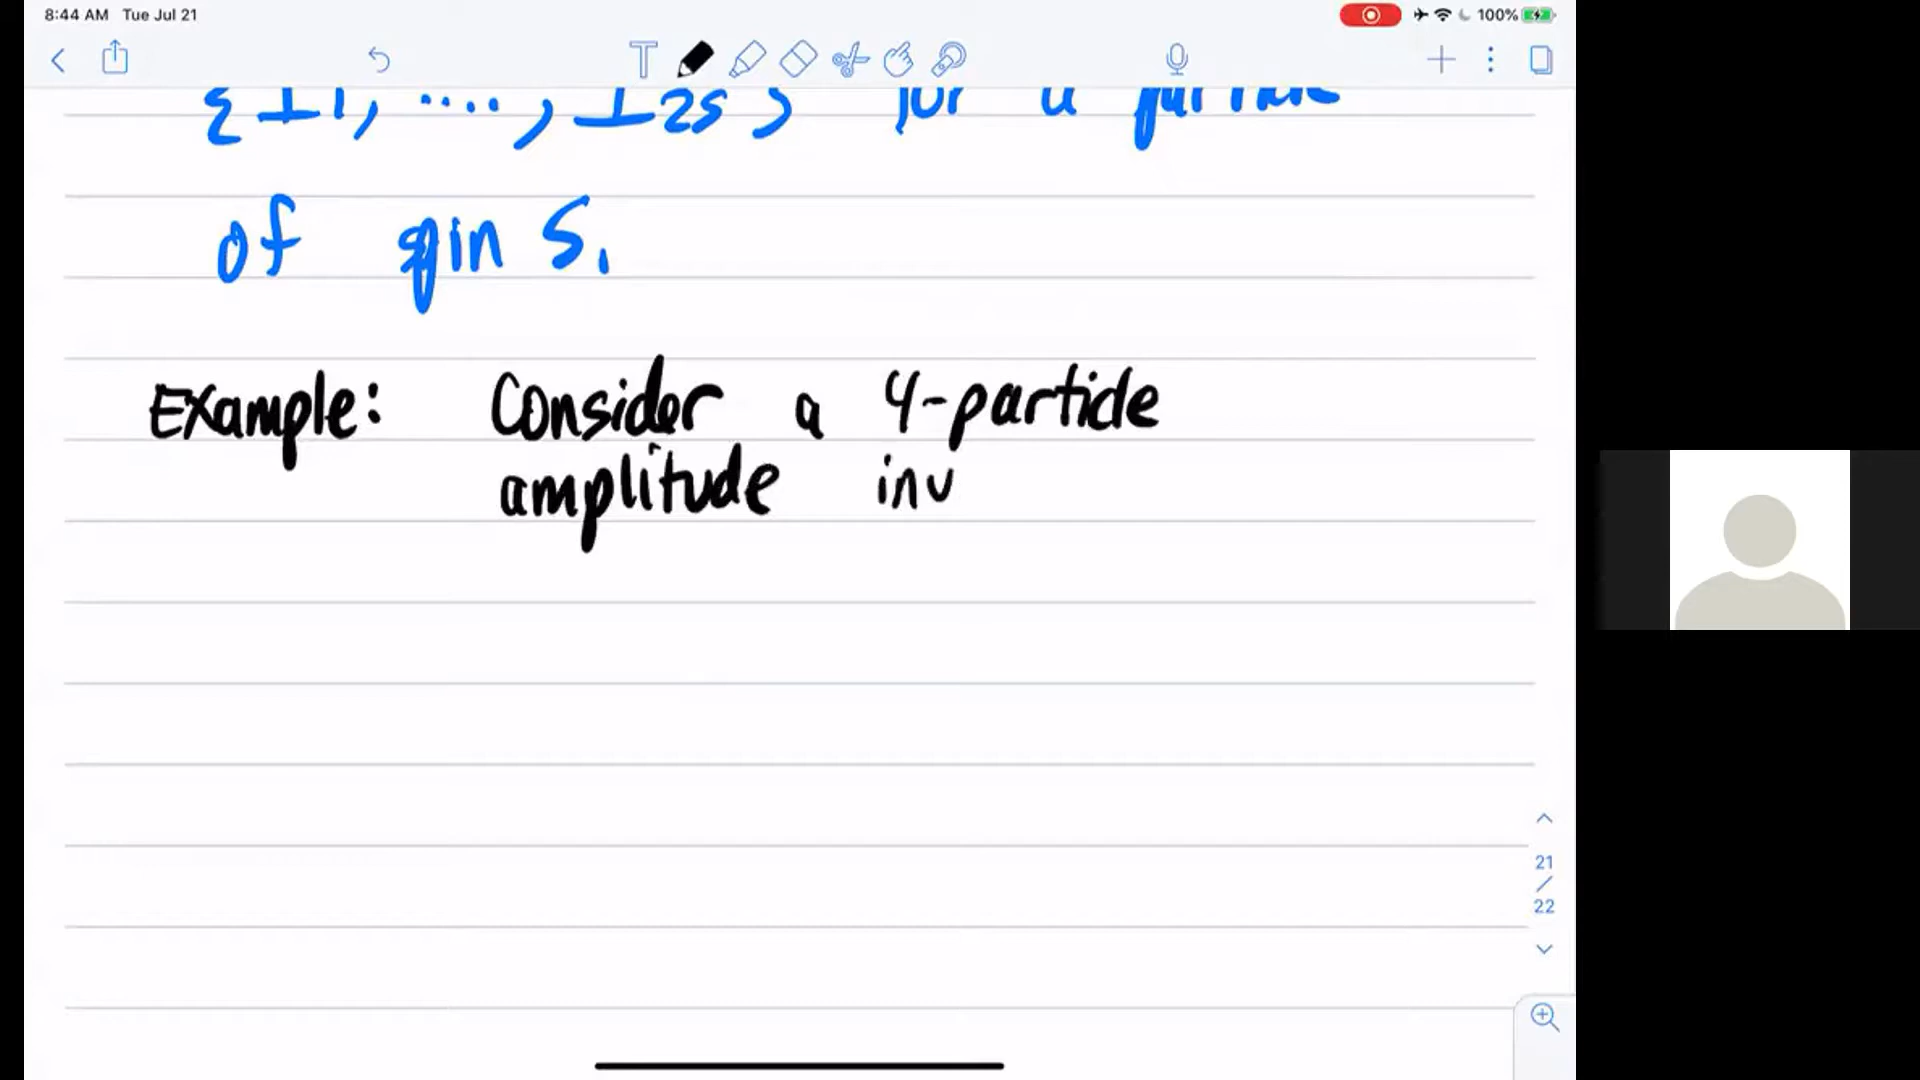 8:44 AM Tue Jul 21
100%
{±1, ...., ±2s} for a particle
of spin s.
Example: Consider a 4-particle
amplitude inv
21
/
22